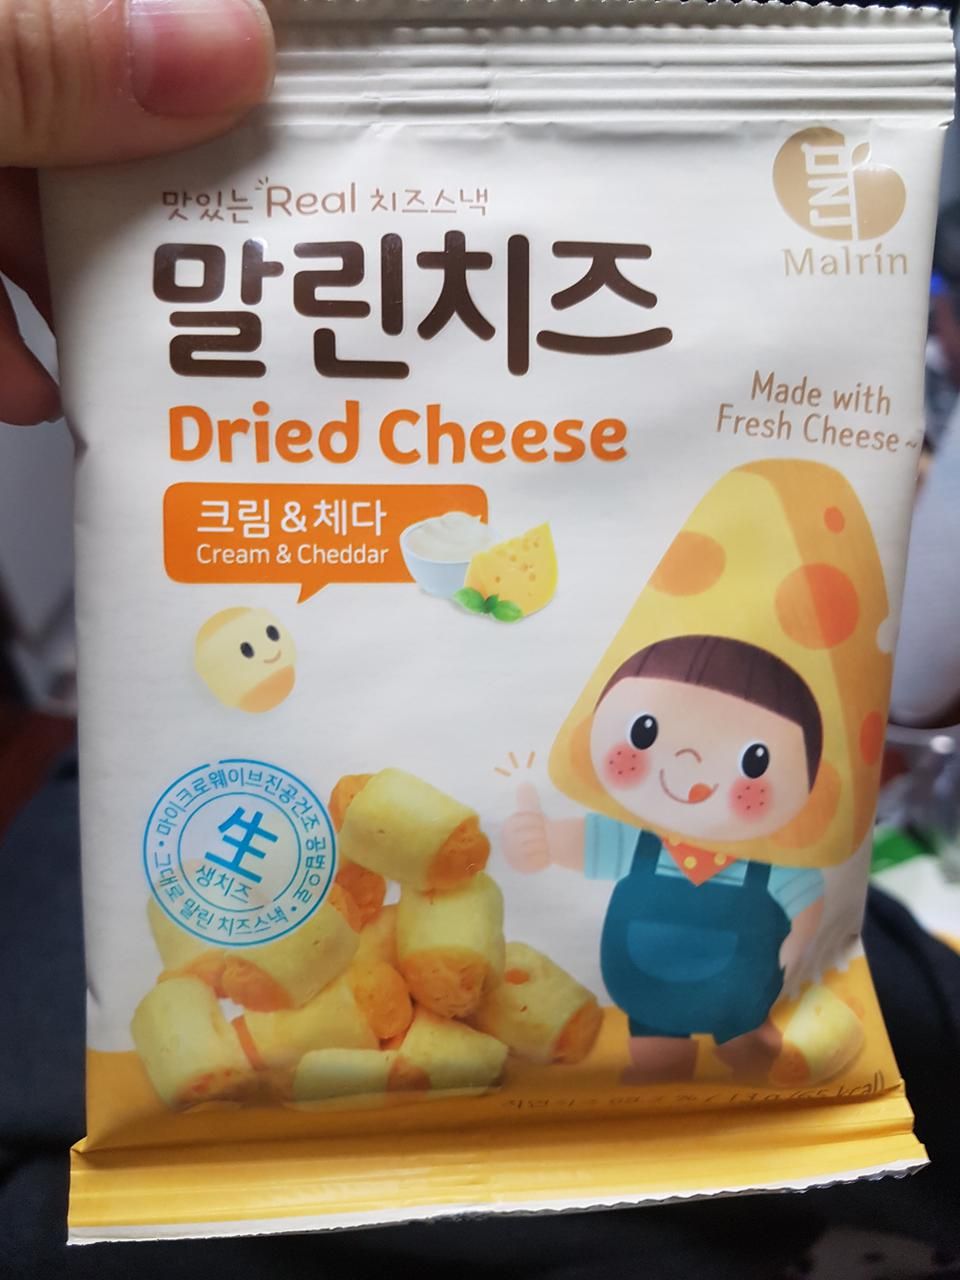 맛있는 Real 치즈스낵
말린치즈
Dried Cheese
크림 & 체다
Cream & Cheddar
말린
Malrin
Made with
Fresh Cheese~
마이크로웨이브진공건조 공법으로
그대로 말린 치즈스낵
生
생치즈